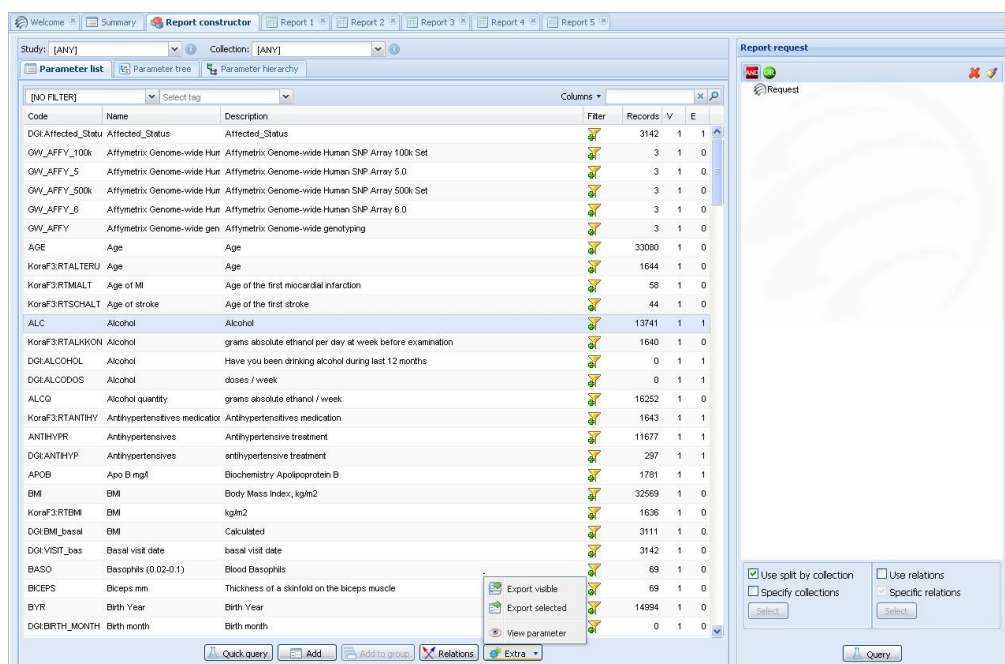 Welcome Summary Report constructor Report 1 Report 2 Report 3 Report 4 Report 5
Study: [ANY] Collection: [ANY]
Parameter list Parameter tree Parameter hierarchy
[NO FILTER] Select tag Columns
Code Name Description Filter Records V E
DGI:Affected_Statu Affected_Status Affected_Status 3142 1 1
GW_AFFY_100k Affymetrix Genome-wide Hum Affymetrix Genome-wide Human SNP Array 100k Set 3 1 0
GW_AFFY_5 Affymetrix Genome-wide Hum Affymetrix Genome-wide Human SNP Array 5.0 3 1 0
GW_AFFY_500k Affymetrix Genome-wide Hum Affymetrix Genome-wide Human SNP Array 500k Set 3 1 0
GW_AFFY_6 Affymetrix Genome-wide Hum Affymetrix Genome-wide Human SNP Array 6.0 3 1 0
GW_AFFY Affymetrix Genome-wide gen Affymetrix Genome-wide genotyping 3 1 0
AGE Age Age 33080 1 0
KoraF3:RTALTERU Age Age 1644 1 0
KoraF3:RTMIALT Age of MI Age of the first miocardial infarction 58 1 0
KoraF3:RTSCHALT Age of stroke Age of the first stroke 44 1 0
ALC Alcohol Alcohol 13741 1 1
KoraF3:RTALKKON Alcohol grams absolute ethanol per day at week before examination 1640 1 0
DGI:ALCOHOL Alcohol Have you been drinking alcohol during last 12 months 0 1 1
DGI:ALCODOS Alcohol doses / week 0 1 1
ALCQ Alcohol quantity grams absolute ethanol / week 16252 1 0
KoraF3:RTANTIHY Antihypertensitives medication Antihypertensitives medication 1643 1 1
ANTIHYPR Antihypertensives Antihypertensive treatment 11677 1 1
DGI:ANTIHYP Antihypertensives antihypertensive treatment 297 1 1
APOB Apo B mg/l Biochemistry Apolipoprotein B 1781 1 1
BMI BMI Body Mass Index, kg/m2 32569 1 0
KoraF3:RTBMI BMI kg/m2 1636 1 0
DGI:BMI_basal BMI Calculated 3111 1 0
DGI:VISIT_bas Basal visit date basal visit date 3142 1 0
BASO Basophils (0.02-0.1) Blood Basophils 69 1 0
BICEPS Biceps mm Thickness of a skinfold on the biceps muscle 69 1 0
BYR Birth Year Birth Year 14994 1 0
DGI:BIRTH_MONTH Birth month Birth month 0 1 0
Export visible
Export selected
View parameter
Quick query Add Add to group Relations Extra
Report request
AND OR
Request
Use split by collection Use relations
Specify collections Specific relations
Select Select
Query